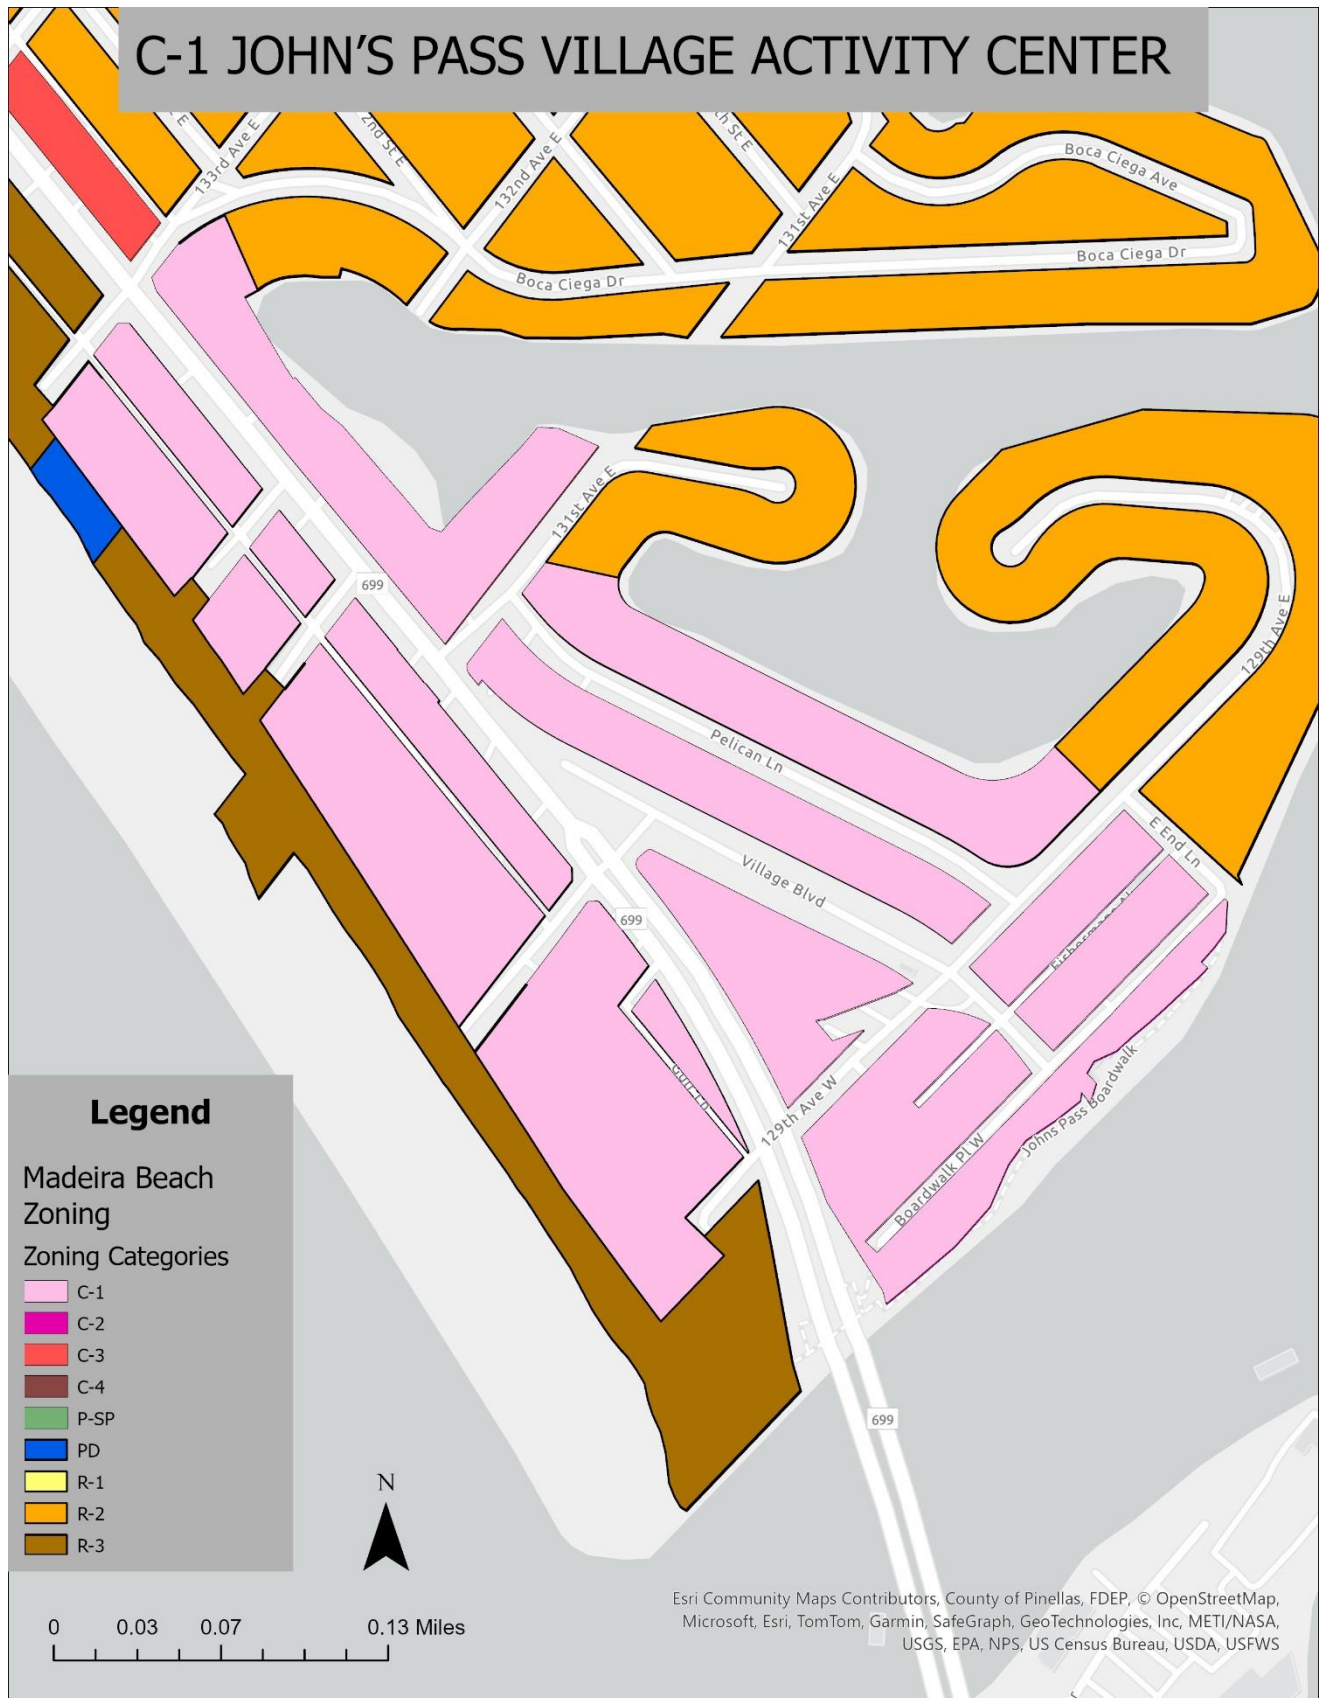 C-1 JOHN'S PASS VILLAGE ACTIVITY CENTER
133rd Ave E
2nd St E
132nd Ave E
131st Ave E
Boca Ciega Ave
Boca Ciega Dr
Boca Ciega Dr
131st Ave E
699
129th Ave E
Pelican Ln
E End Ln
Village Blvd
699
Gulf Ln
129th Ave W
Johns Pass Boardwalk
Boardwalk Pl W
699
Legend
Madeira Beach
Zoning
Zoning Categories
C-1
C-2
C-3
C-4
P-SP
PD
R-1
R-2
R-3
N
0 0.03 0.07 0.13 Miles
Esri Community Maps Contributors, County of Pinellas, FDEP, © OpenStreetMap,
Microsoft, Esri, TomTom, Garmin, SafeGraph, GeoTechnologies, Inc, METI/NASA,
USGS, EPA, NPS, US Census Bureau, USDA, USFWS